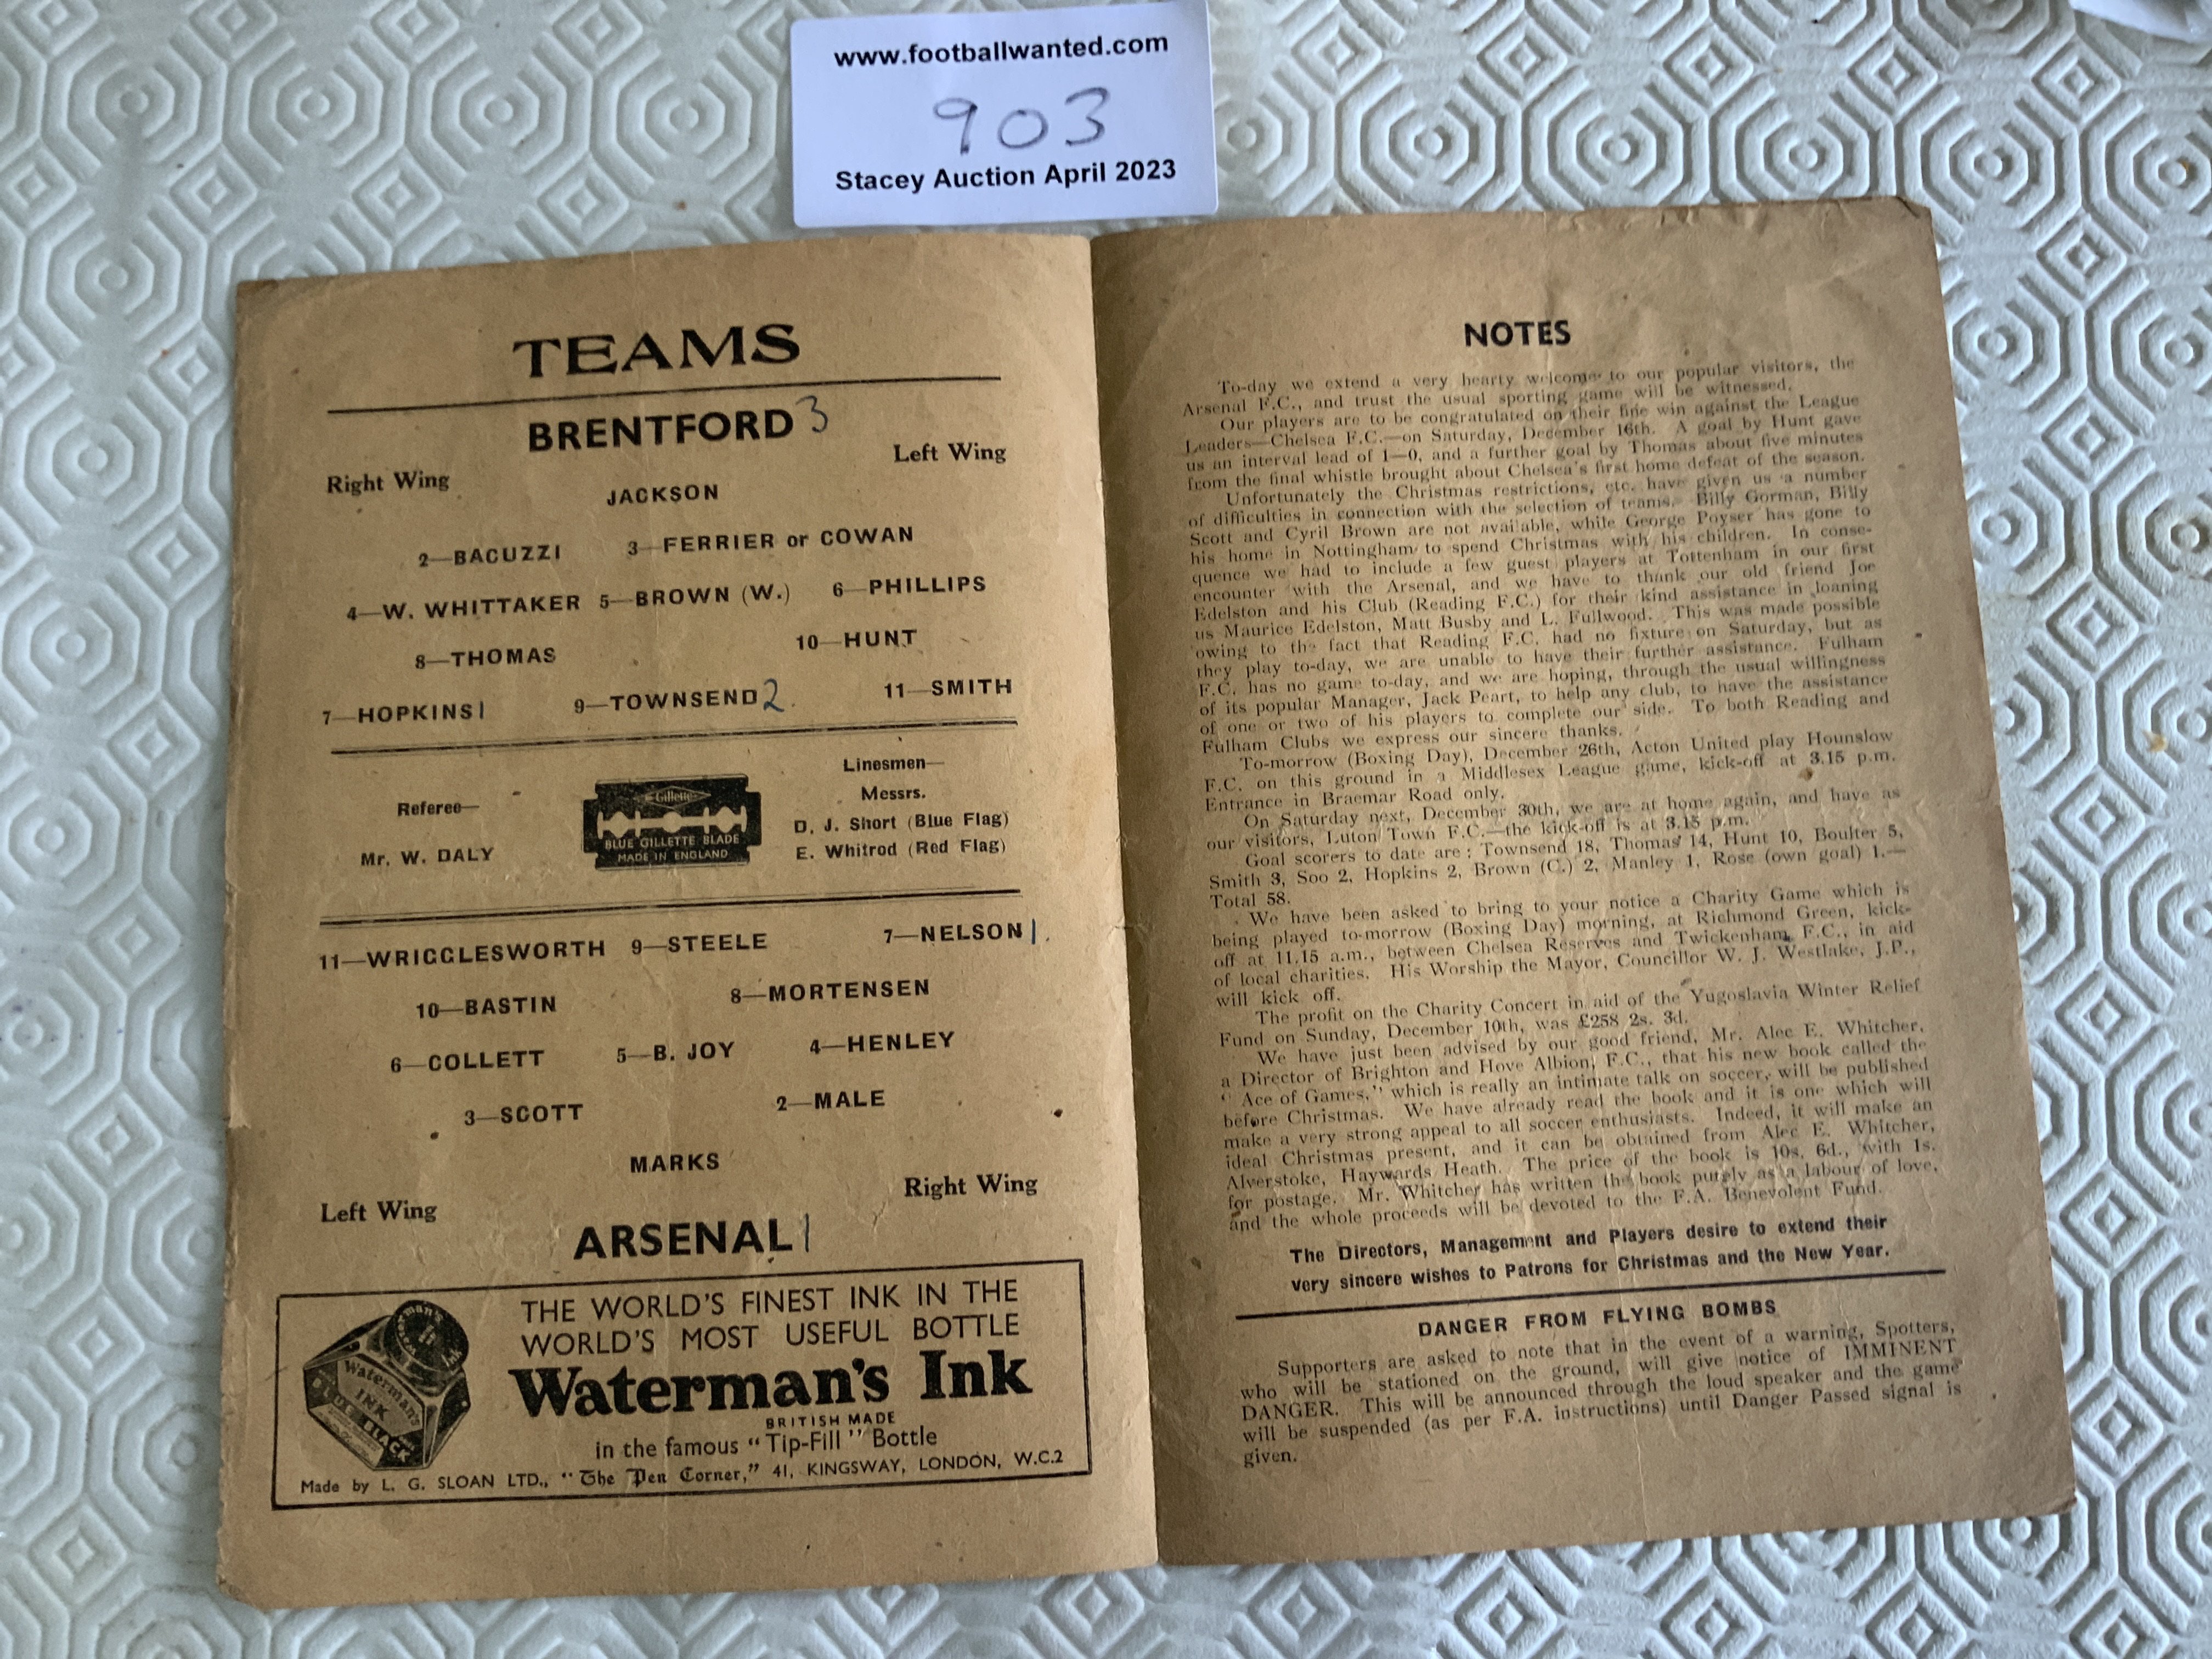 www.footballwanted.com
903
Stacey Auction April 2023
TEAMS
BRENTFORD 3
Right Wing
Left Wing
JACKSON
2—BACUZZI 3—FERRIER or COWAN
4—W. WHITTAKER 5—BROWN (W.) 6—PHILLIPS
8—THOMAS 10—HUNT
7—HOPKINS 1 9—TOWNSEND 2 11—SMITH
Referee—
Mr. W. DALY
Gillette
BLUE GILLETTE BLADE
MADE IN ENGLAND
Linesmen—
Messrs.
D. J. Short (Blue Flag)
E. Whitrod (Red Flag)
11—WRIGGLESWORTH 9—STEELE 7—NELSON 1
10—BASTIN 8—MORTENSEN
6—COLLETT 5—B. JOY 4—HENLEY
3—SCOTT 2—MALE
MARKS
Left Wing
Right Wing
ARSENAL 1
Waterman's
INK
BLUE BLACK
THE WORLD'S FINEST INK IN THE
WORLD'S MOST USEFUL BOTTLE
Waterman's Ink
BRITISH MADE
in the famous "Tip-Fill" Bottle
Made by L. G. SLOAN LTD., "The Pen Corner," 41, KINGSWAY, LONDON, W.C.2
NOTES
To-day we extend a very hearty welcome to our popular visitors, the
Arsenal F.C., and trust the usual sporting game will be witnessed.
Our players are to be congratulated on their fine win against the League
Leaders—Chelsea F.C.—on Saturday, December 16th. A goal by Hunt gave
us an interval lead of 1—0, and a further goal by Thomas about five minutes
from the final whistle brought about Chelsea's first home defeat of the season.
Unfortunately the Christmas restrictions, etc. have given us a number
of difficulties in connection with the selection of teams. Billy Gorman, Billy
Scott and Cyril Brown are not available, while George Poyser has gone to
his home in Nottingham to spend Christmas with his children. In conse-
quence we had to include a few guest players at Tottenham in our first
encounter with the Arsenal, and we have to thank our old friend Joe
Edelston and his Club (Reading F.C.) for their kind assistance in loaning
us Maurice Edelston, Matt Busby and L. Fullwood. This was made possible
owing to the fact that Reading F.C. had no fixture on Saturday, but as
they play to-day, we are unable to have their further assistance. Fulham
F.C. has no game to-day, and we are hoping, through the usual willingness
of its popular Manager, Jack Peart, to help any club, to have the assistance
of one or two of his players to complete our side. To both Reading and
Fulham Clubs we express our sincere thanks.
To-morrow (Boxing Day), December 26th, Acton United play Hounslow
F.C. on this ground in a Middlesex League game, kick-off at 3.15 p.m.
Entrance in Braemar Road only.
On Saturday next, December 30th, we are at home again, and have as
our visitors, Luton Town F.C.—the kick-off is at 3.15 p.m.
Goal scorers to date are: Townsend 18, Thomas 14, Hunt 10, Boulter 5,
Smith 3, Soo 2, Hopkins 2, Brown (C.) 2, Manley 1, Rose (own goal) 1.—
Total 58.
We have been asked to bring to your notice a Charity Game which is
being played to-morrow (Boxing Day) morning, at Richmond Green, kick-
off at 11.15 a.m., between Chelsea Reserves and Twickenham F.C., in aid
of local charities. His Worship the Mayor, Councillor W. J. Westlake, J.P.,
will kick off.
The profit on the Charity Concert in aid of the Yugoslavia Winter Relief
Fund on Sunday, December 10th, was £258 2s. 3d.
We have just been advised by our good friend, Mr. Alec E. Whitcher,
a Director of Brighton and Hove Albion F.C., that his new book called the
" Ace of Games," which is really an intimate talk on soccer, will be published
before Christmas. We have already read the book and it is one which will
make a very strong appeal to all soccer enthusiasts. Indeed, it will make an
ideal Christmas present, and it can be obtained from Alec E. Whitcher,
Alverstoke, Haywards Heath. The price of the book is 10s. 6d., with 1s.
for postage. Mr. Whitcher has written the book purely as a labour of love,
and the whole proceeds will be devoted to the F.A. Benevolent Fund.
The Directors, Management and Players desire to extend their
very sincere wishes to Patrons for Christmas and the New Year.
DANGER FROM FLYING BOMBS
Supporters are asked to note that in the event of a warning, Spotters,
who will be stationed on the ground, will give notice of IMMINENT
DANGER. This will be announced through the loud speaker and the game
will be suspended (as per F.A. instructions) until Danger Passed signal is
given.